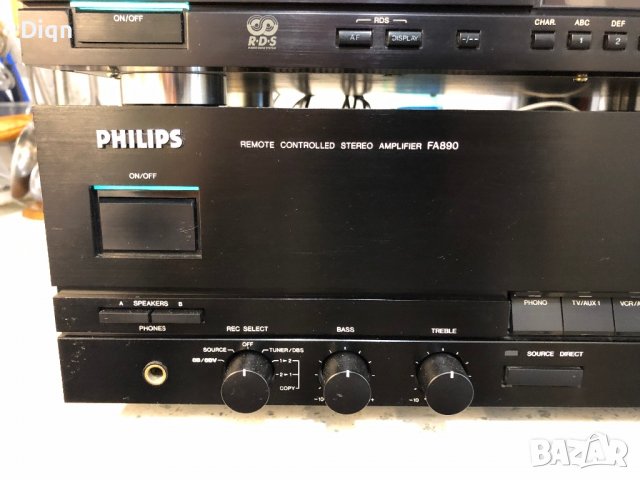 Diqn
ON/OFF
R·D·S
RDS
AF DISPLAY
-/--
CHAR. ABC DEF
1 2
PHILIPS
REMOTE CONTROLLED STEREO AMPLIFIER FA890
ON/OFF
A SPEAKERS B
PHONES
PHONO TV/AUX 1
REC SELECT
OFF
SOURCE TUNER/DBS
CD/CDV 1▸2
2▸1
COPY
BASS
-10 +
TREBLE
-10
SOURCE DIRECT
BAZAR